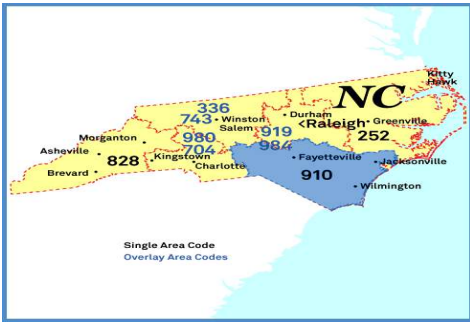 Kitty
Hawk
NC
336
743
Winston
Salem
Durham
<Raleigh>
Greenville
919
984
252
Morganton
980
704
Asheville
828
Kingstown
Charlotte
Brevard
Fayetteville
Jacksonville
910
Wilmington
Single Area Code
Overlay Area Codes